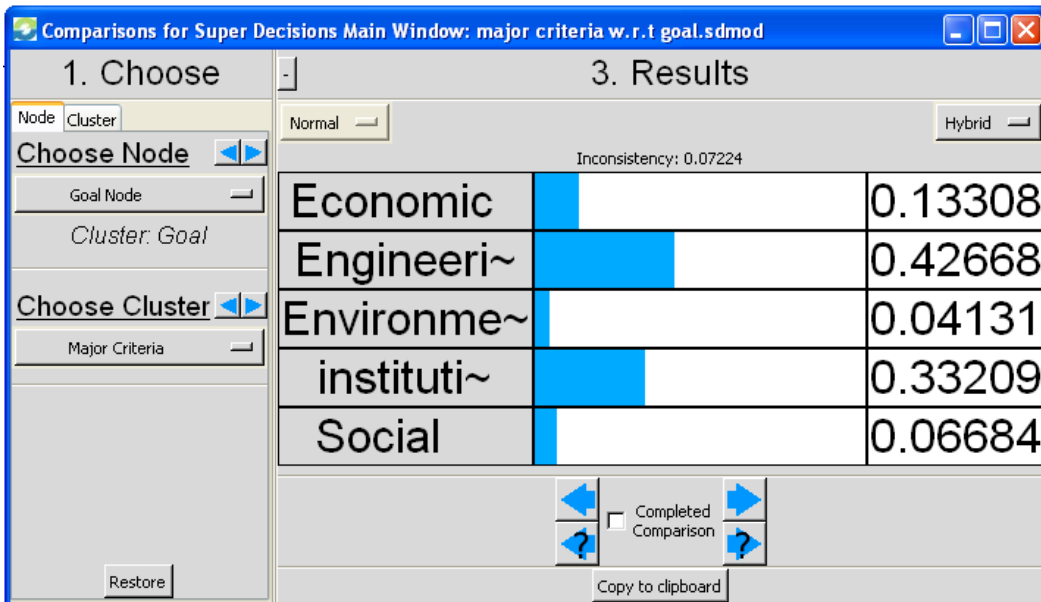 Comparisons for Super Decisions Main Window: major criteria w.r.t goal.sdmod
1. Choose
- 3. Results
Node Cluster
Normal Hybrid
Choose Node
Inconsistency: 0.07224
Goal Node
Cluster: Goal
Choose Cluster
Major Criteria
Economic 0.13308
Engineeri~ 0.42668
Environme~ 0.04131
instituti~ 0.33209
Social 0.06684
Completed
Comparison
? ?
Restore
Copy to clipboard